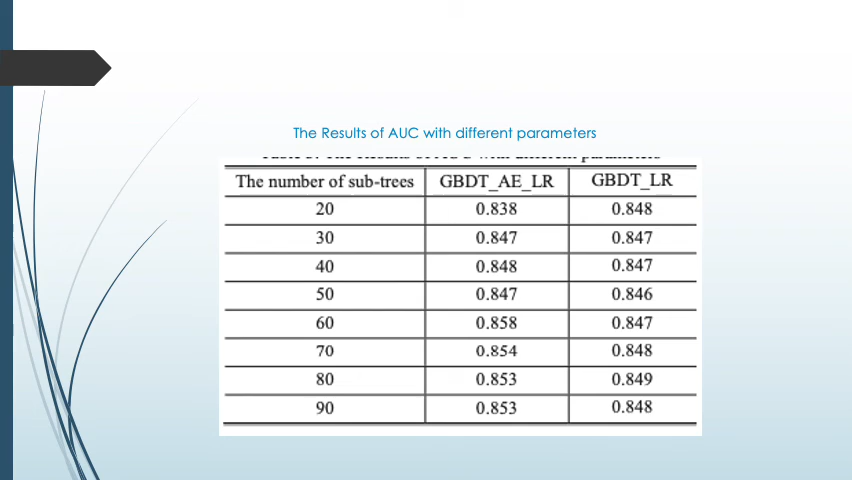 The Results of AUC with different parameters
The number of sub-trees GBDT_AE_LR GBDT_LR
20 0.838 0.848
30 0.847 0.847
40 0.848 0.847
50 0.847 0.846
60 0.858 0.847
70 0.854 0.848
80 0.853 0.849
90 0.853 0.848